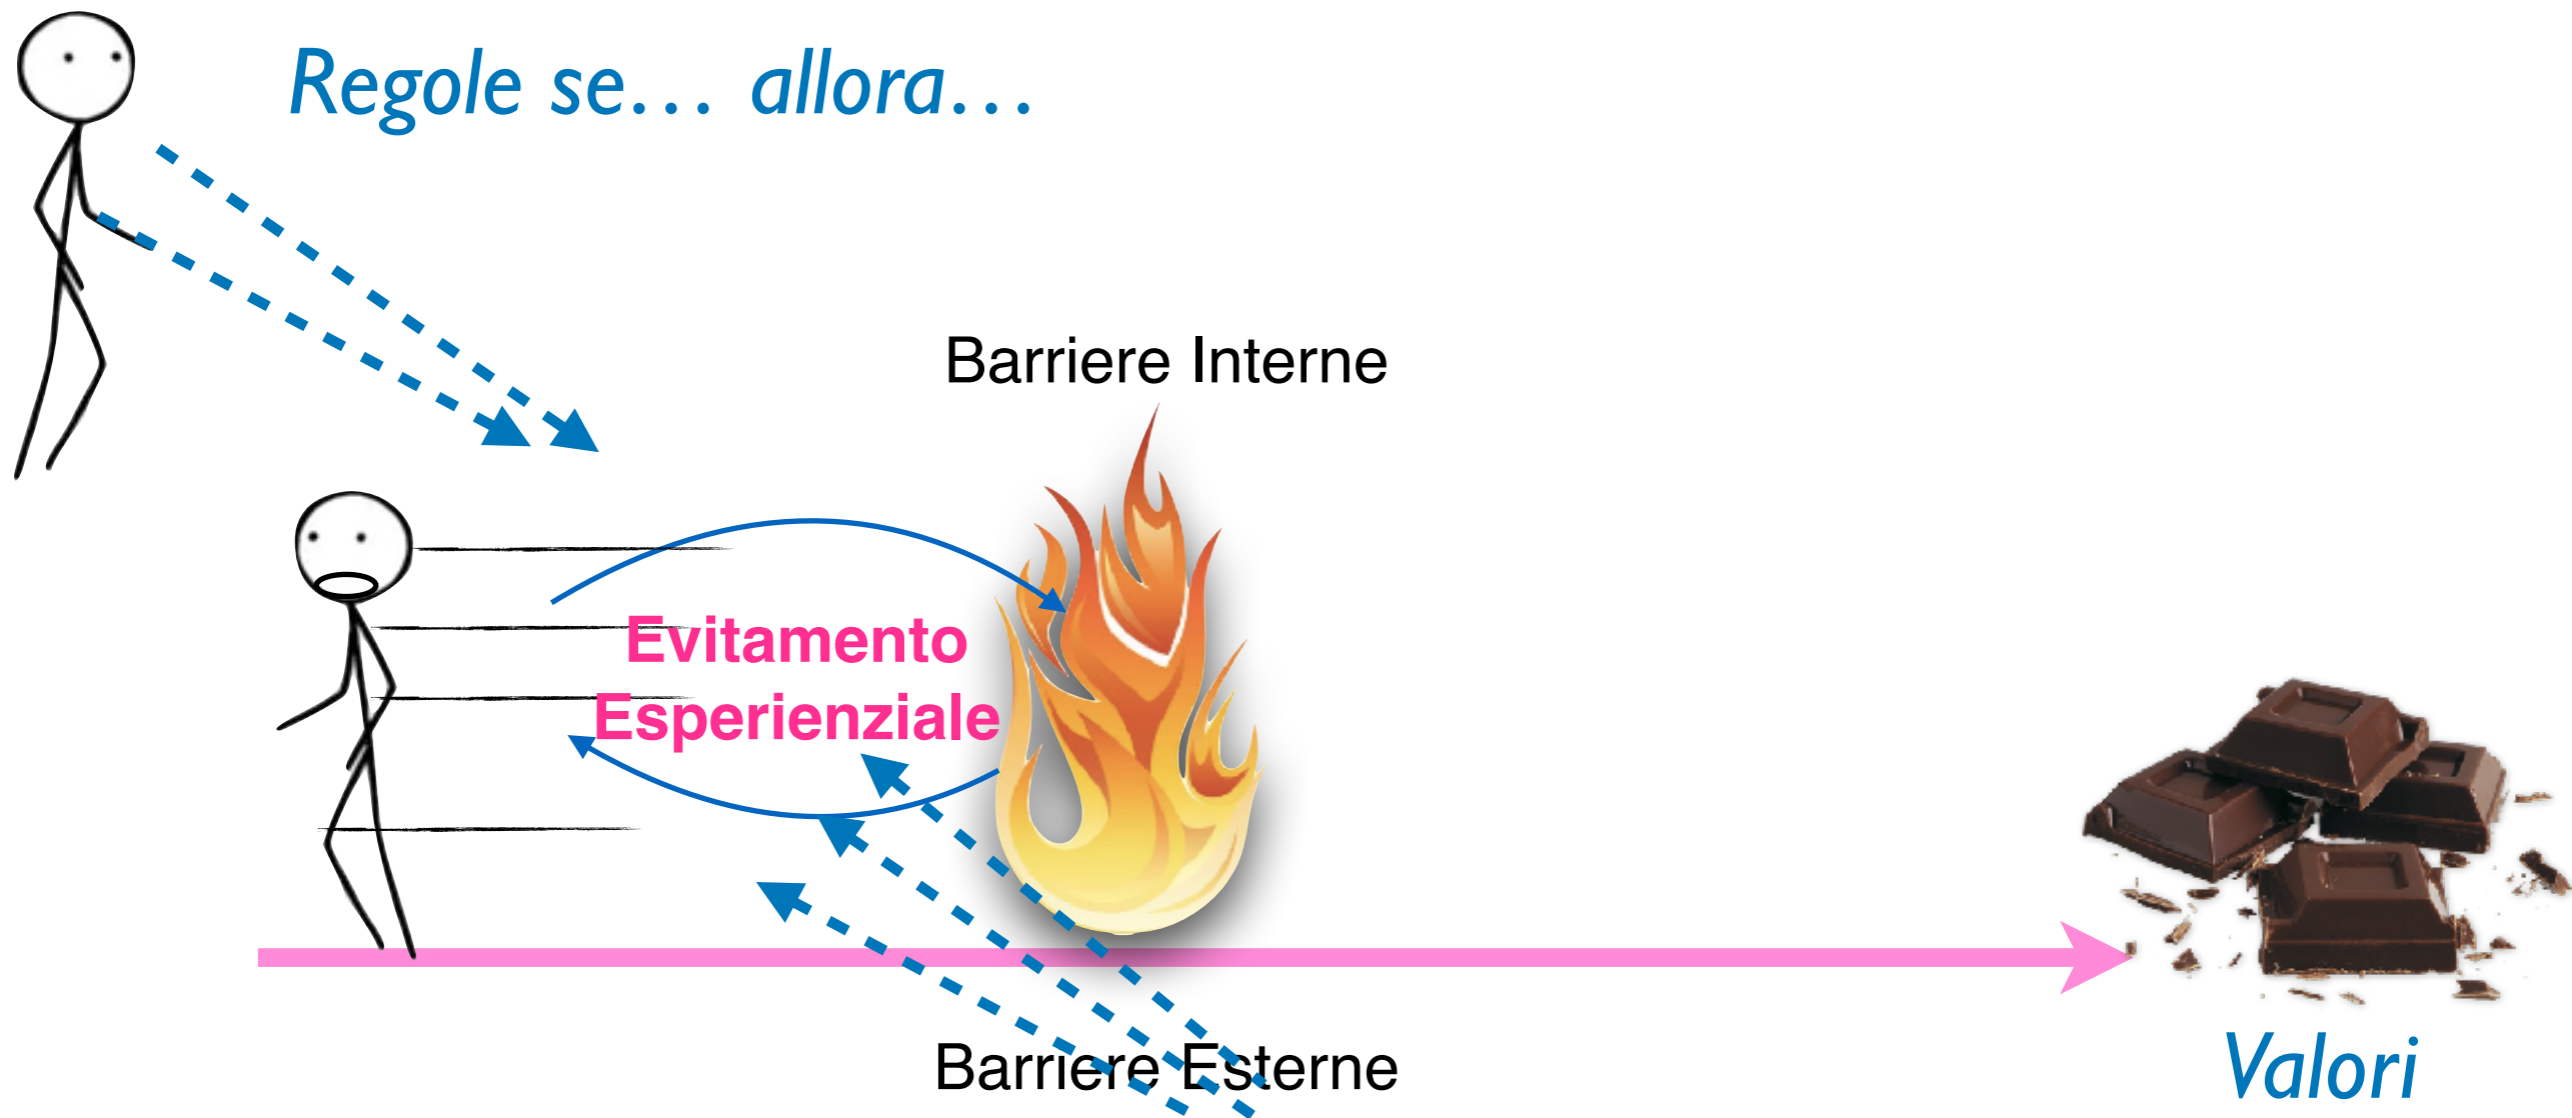 Regole se… allora…
Barriere Interne
Evitamento
Esperienziale
Barriere Esterne
Valori